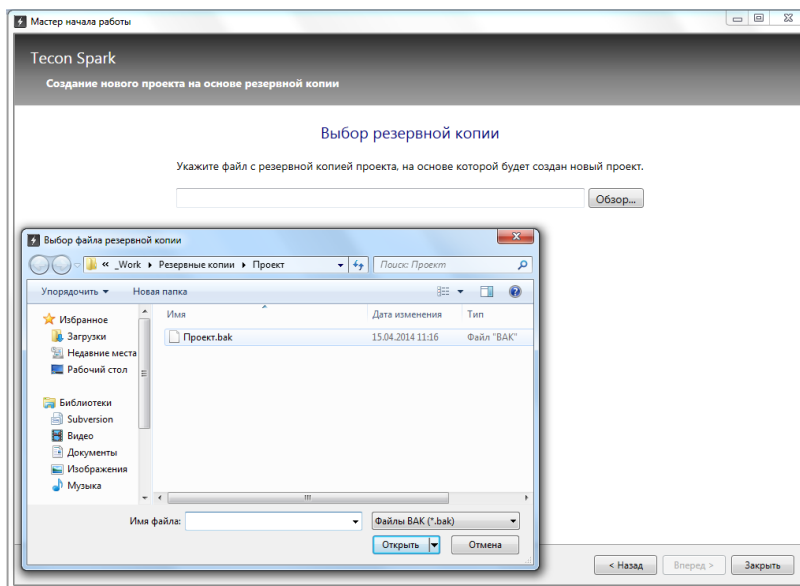 Мастер начала работы
Tecon Spark
Создание нового проекта на основе резервной копии
Выбор резервной копии
Укажите файл с резервной копией проекта, на основе которой будет создан новый проект.
Обзор...
Выбор файла резервной копии
« _Work Резервные копии Проект Поиск: Проект
Упорядочить Новая папка
Избранное
Загрузки
Недавние места
Рабочий стол
Библиотеки
Subversion
Видео
Документы
Изображения
Музыка
Имя Дата изменения Тип
Проект.bak 15.04.2014 11:16 Файл "BAK"
Имя файла: Файлы BAK (*.bak)
Открыть Отмена
< Назад Вперед > Закрыть